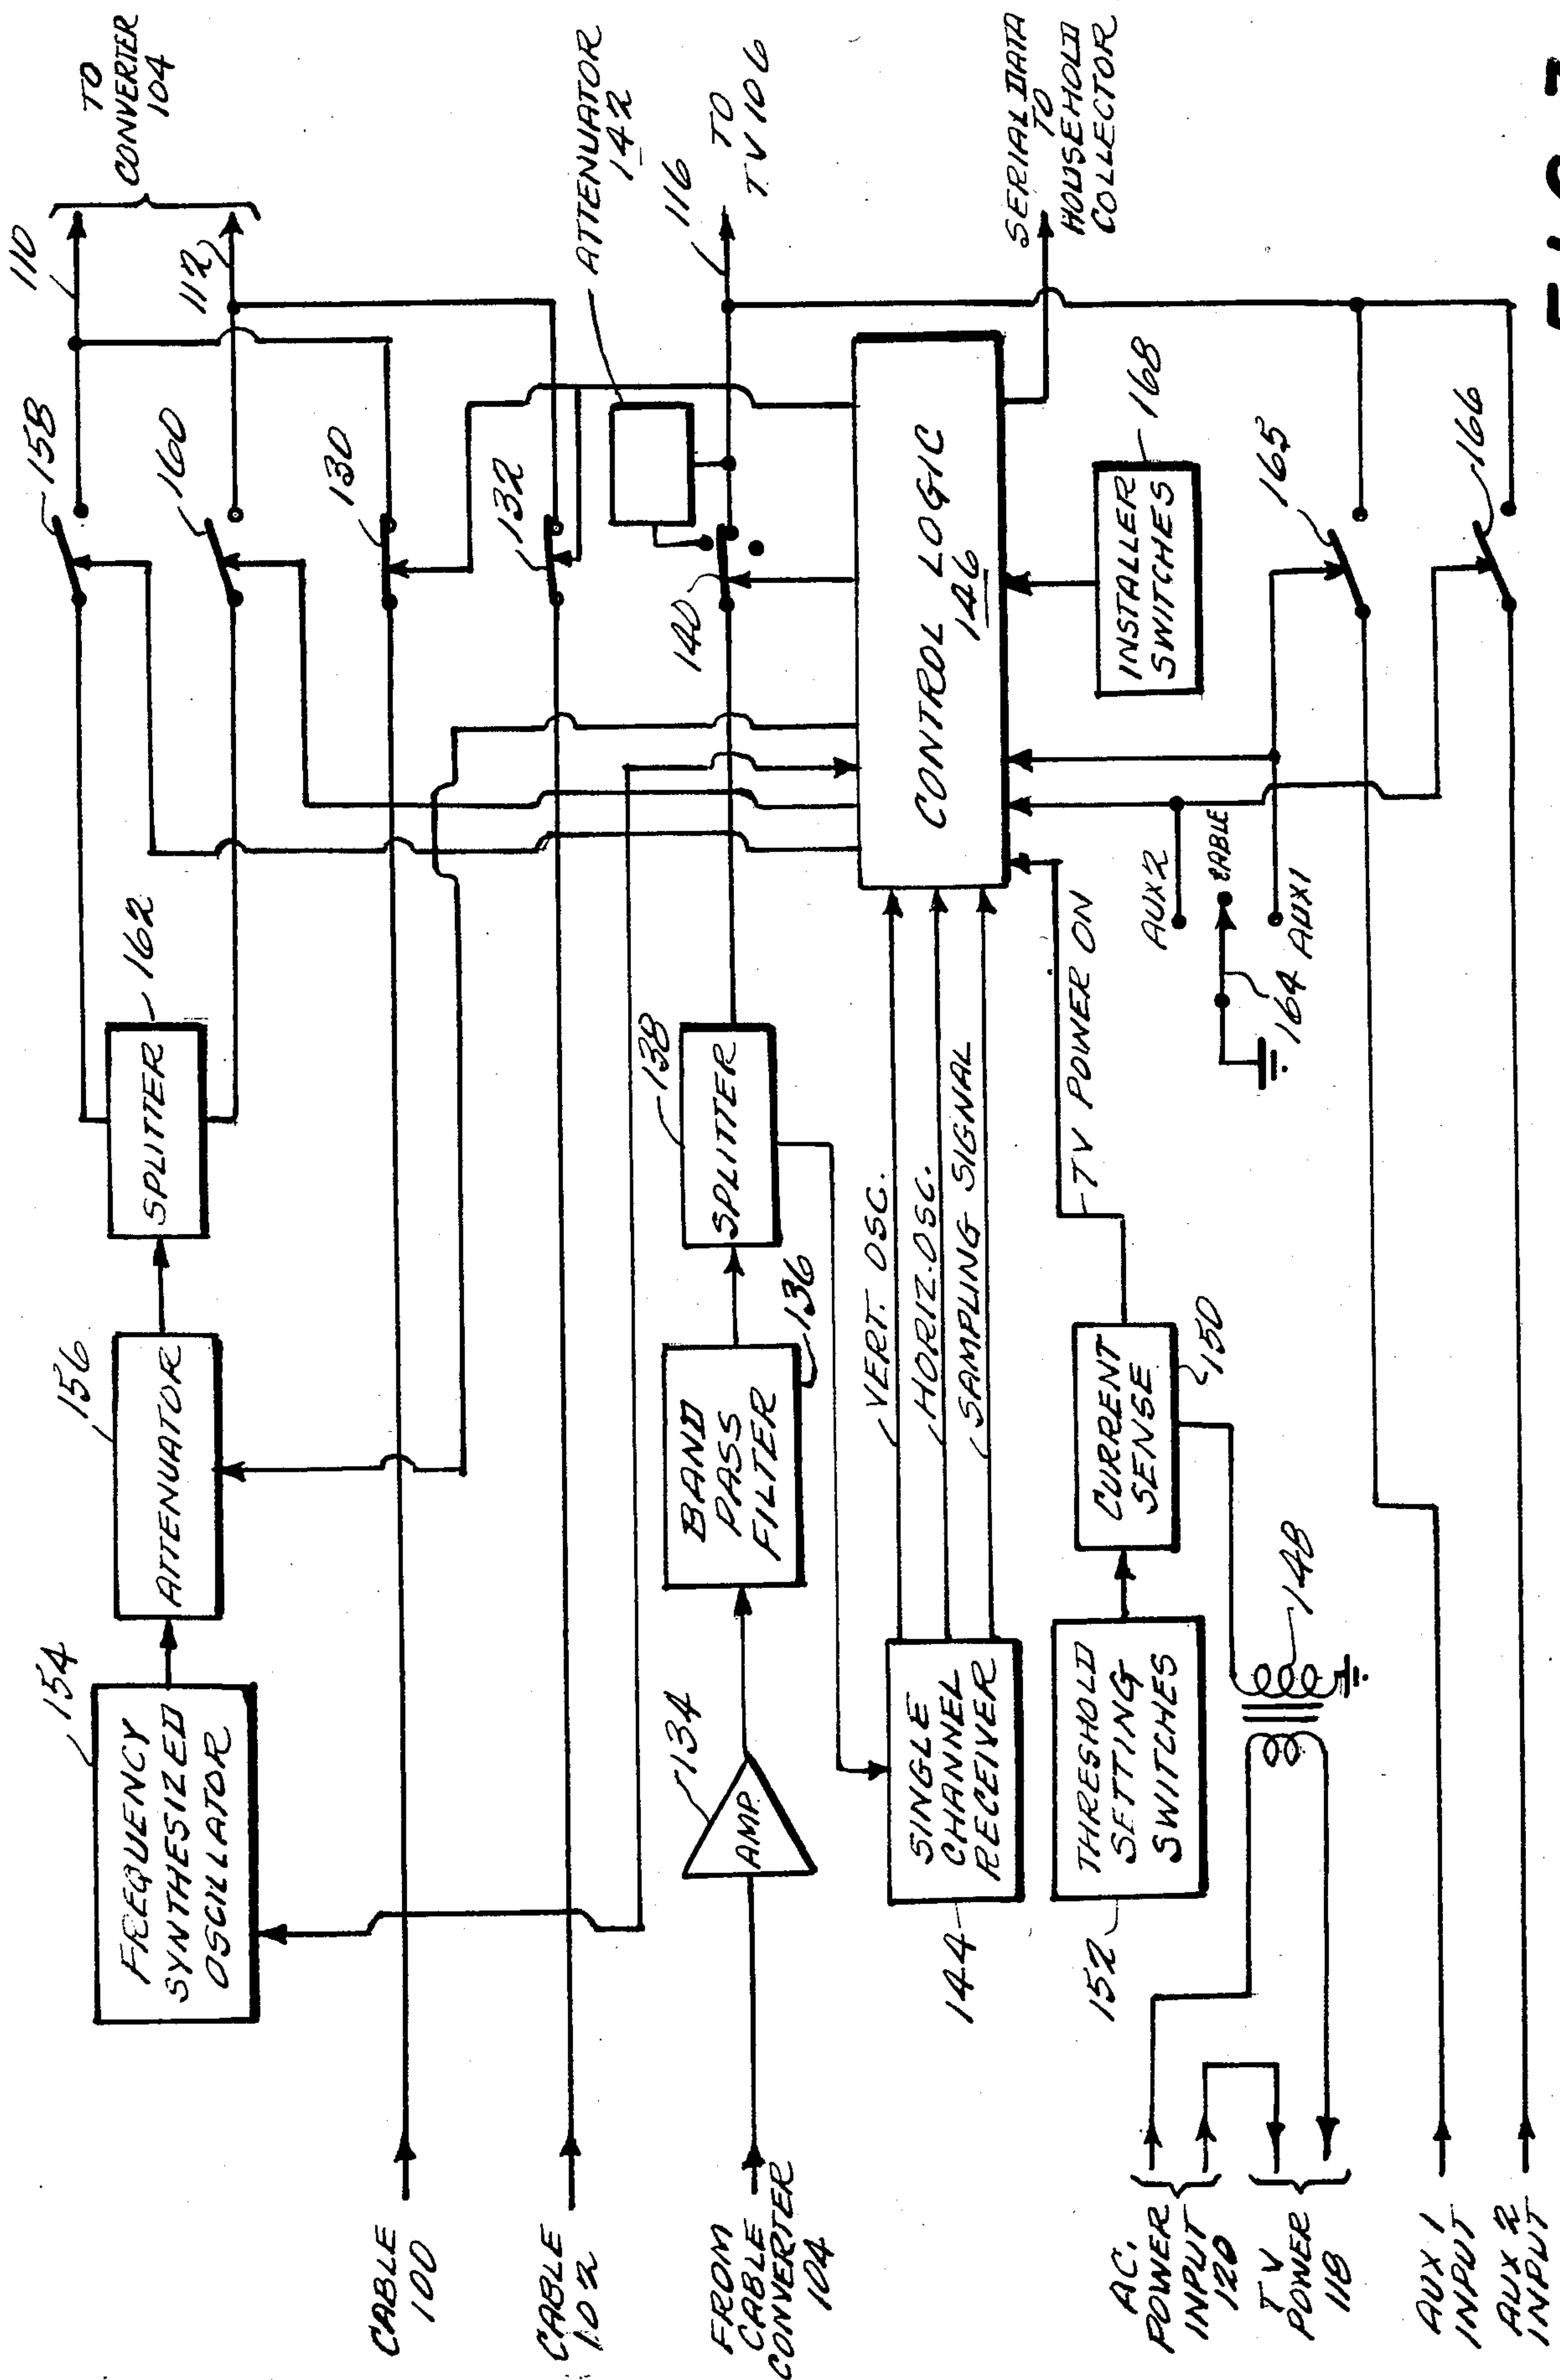 TO
CONVERTER
104
110
112
158
160
130
132
ATTENUATOR
142
116
TO
TV 106
140
SERIAL DATA
TO
HOUSEHOLD
COLLECTOR
162
SPLITTER
156
ATTENUATOR
154
FREQUENCY
SYNTHESIZED
OSCILLATOR
CABLE
100
CABLE
102
FROM
CABLE
CONVERTER
104
134
AMP.
BAND
PASS
FILTER
136
138
SPLITTER
CONTROL LOGIC
146
VERT. OSC.
HORIZ. OSC.
SAMPLING SIGNAL
SINGLE
CHANNEL
RECEIVER
144
INSTALLER
SWITCHES
168
TV POWER ON
CURRENT
SENSE
150
THRESHOLD
SETTING
SWITCHES
152
148
AUX 2
CABLE
AUX 1
164
165
166
A.C.
POWER
INPUT
120
TV
POWER
118
AUX 1
INPUT
AUX 2
INPUT